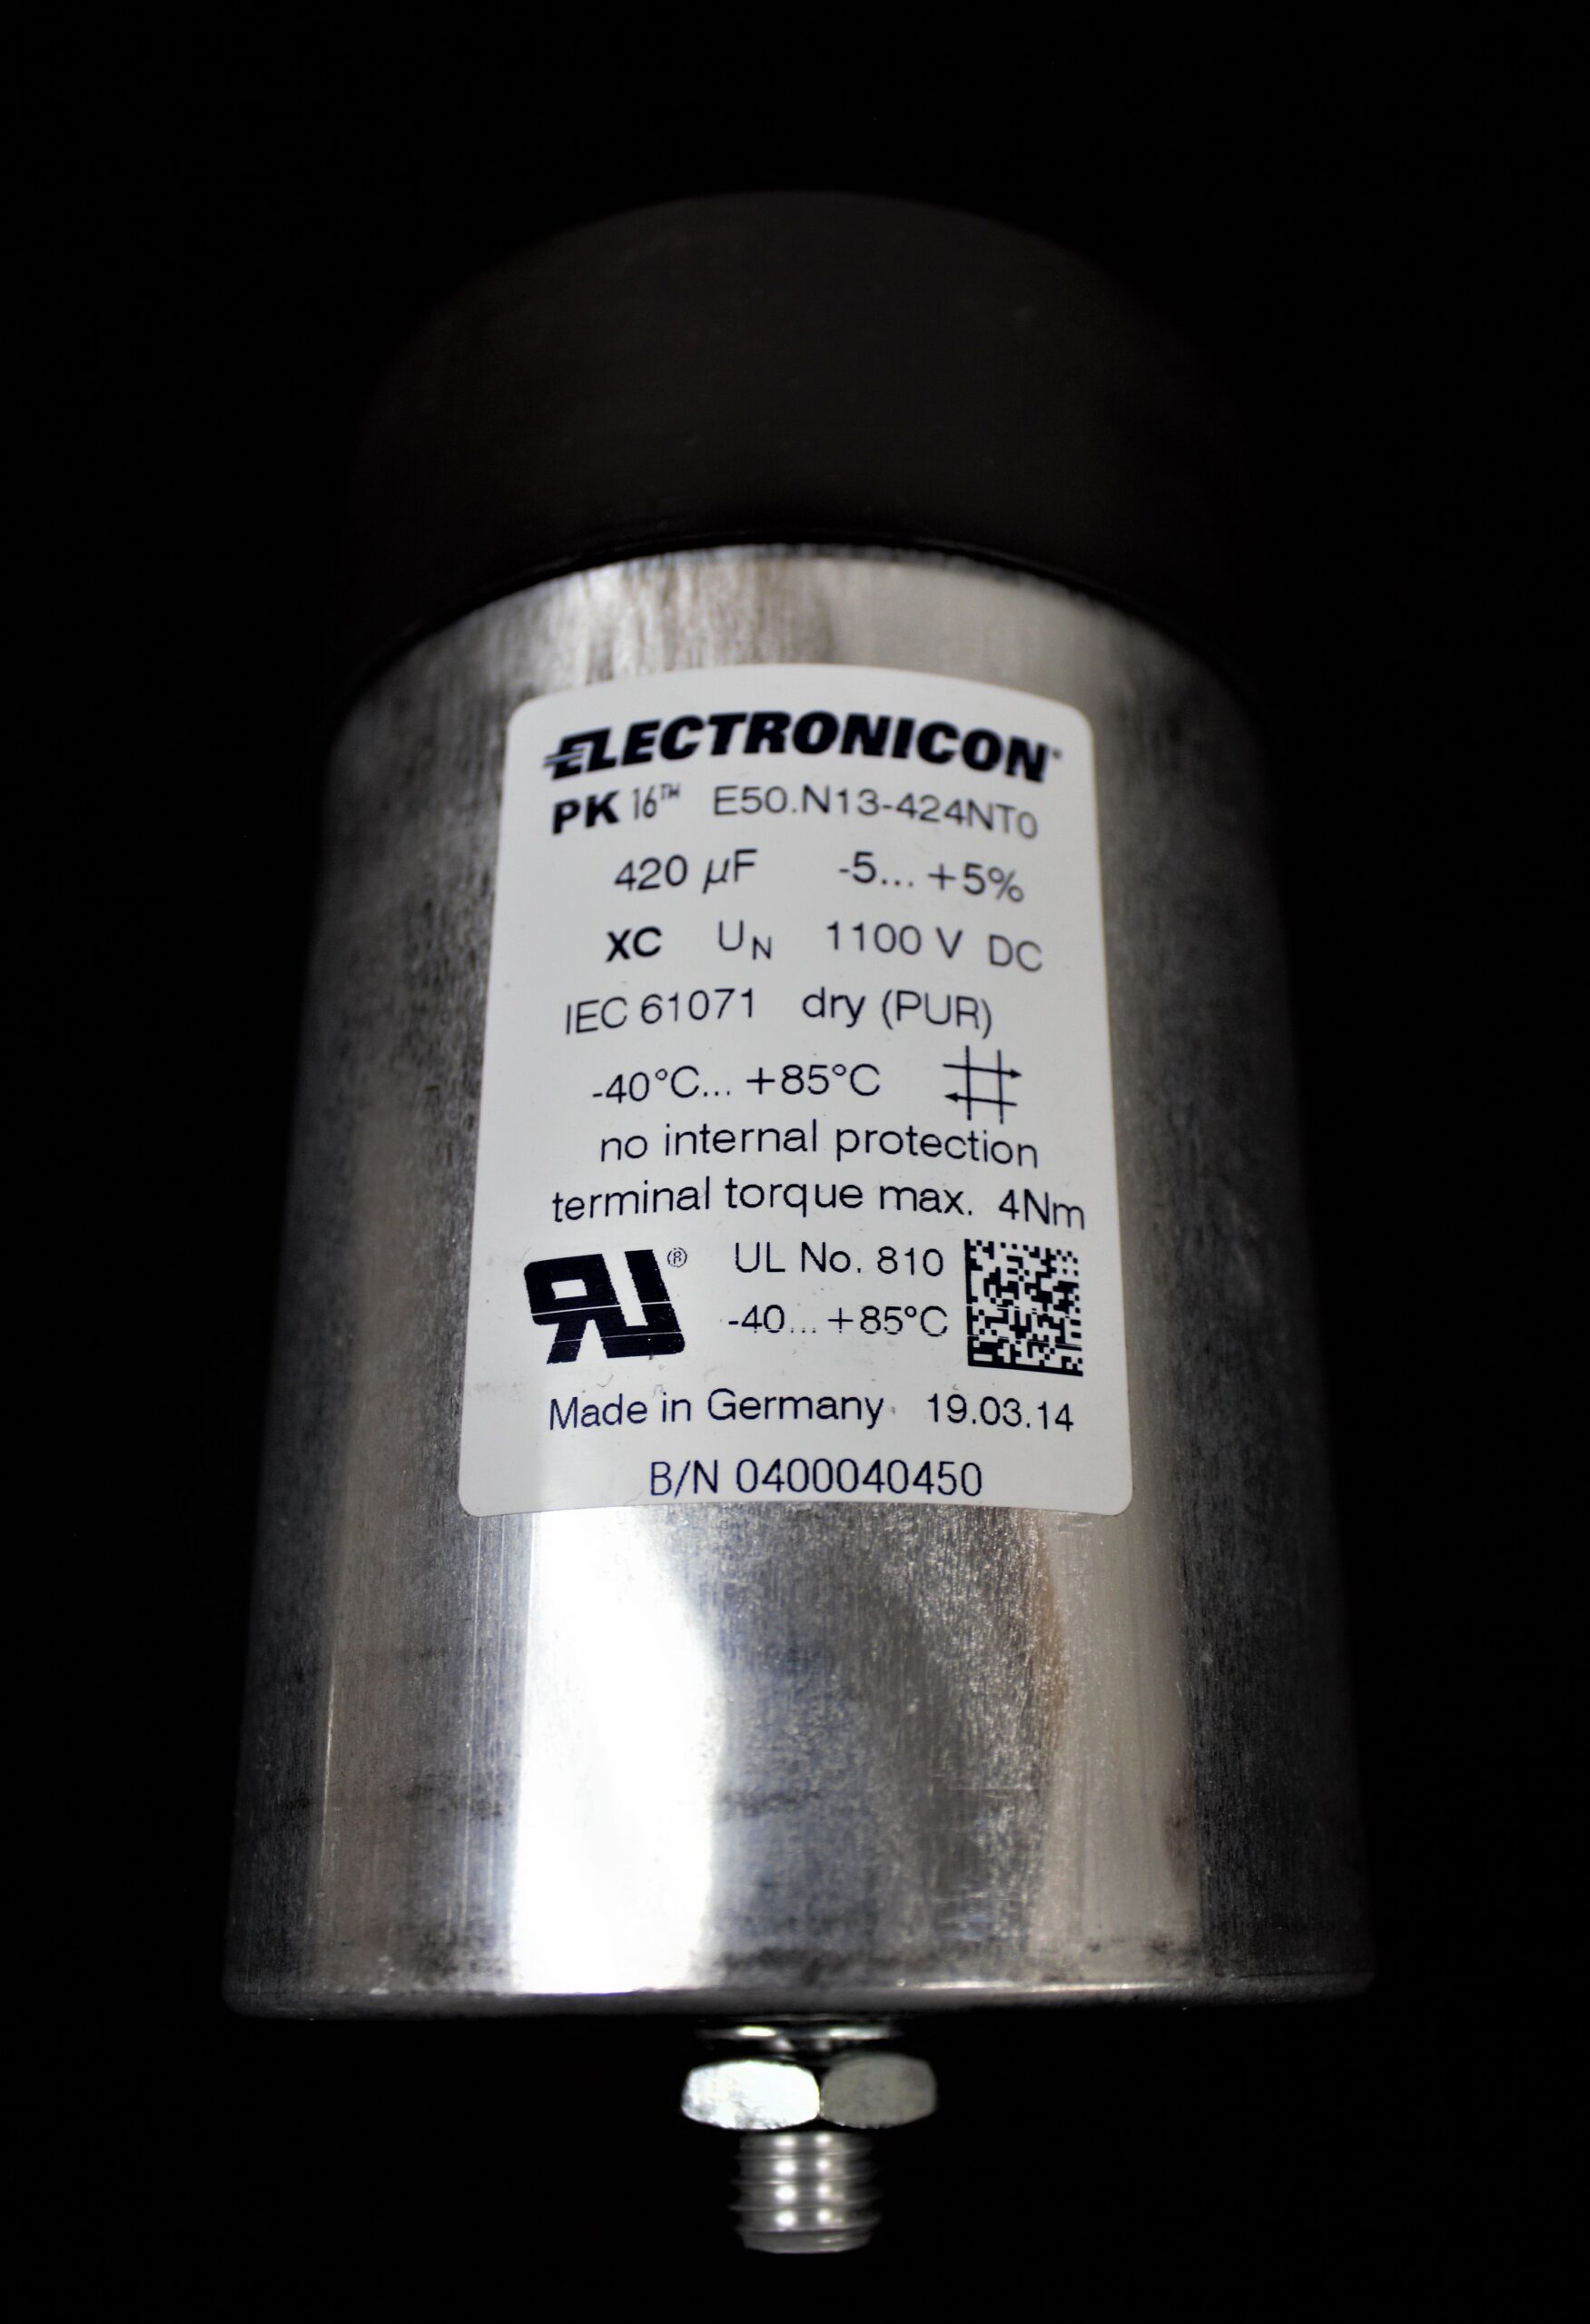 ELECTRONICON®
PK 16™ E50.N13-424NT0
420 µF -5... +5%
XC UN 1100 V DC
IEC 61071 dry (PUR)
-40°C... +85°C
no internal protection
terminal torque max. 4Nm
RU® UL No. 810
-40... +85°C
Made in Germany 19.03.14
B/N 0400040450